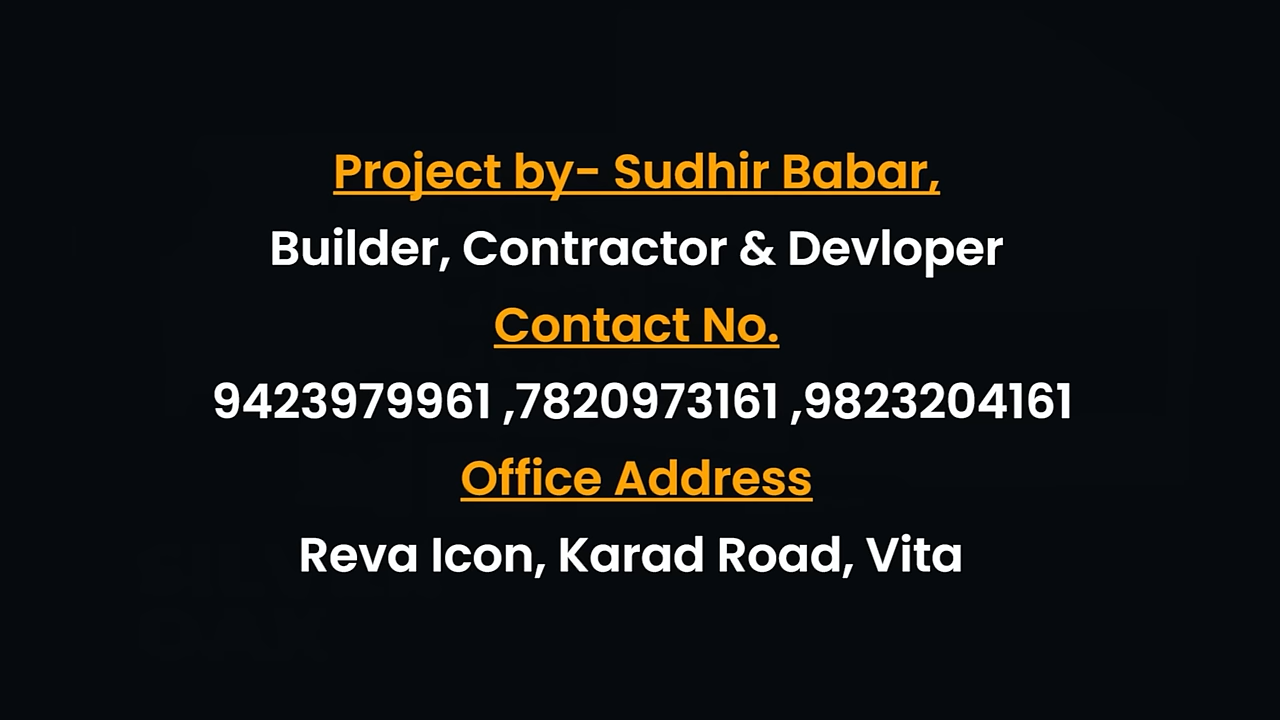 Project by- Sudhir Babar,
Builder, Contractor & Devloper
Contact No.
9423979961 ,7820973161 ,9823204161
Office Address
Reva Icon, Karad Road, Vita